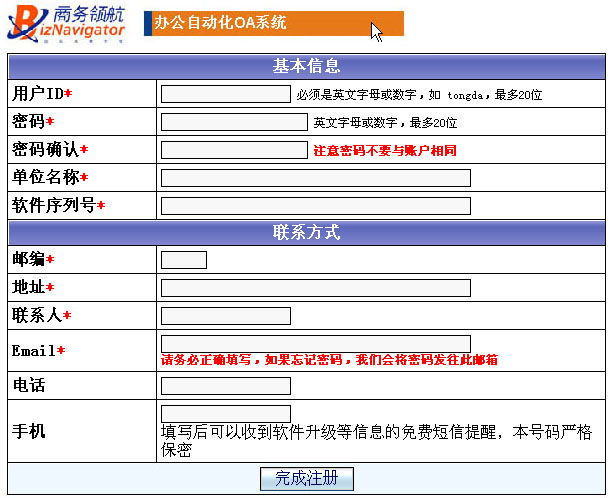 商务领航
BizNavigator
办公自动化OA系统
基本信息
用户ID* 必须是英文字母或数字，如 tongda，最多20位
密码* 英文字母或数字，最多20位
密码确认* 注意密码不要与账户相同
单位名称*
软件序列号*
联系方式
邮编*
地址*
联系人*
Email*
请务必正确填写，如果忘记密码，我们会将密码发往此邮箱
电话
手机
填写后可以收到软件升级等信息的免费短信提醒，本号码严格
保密
完成注册